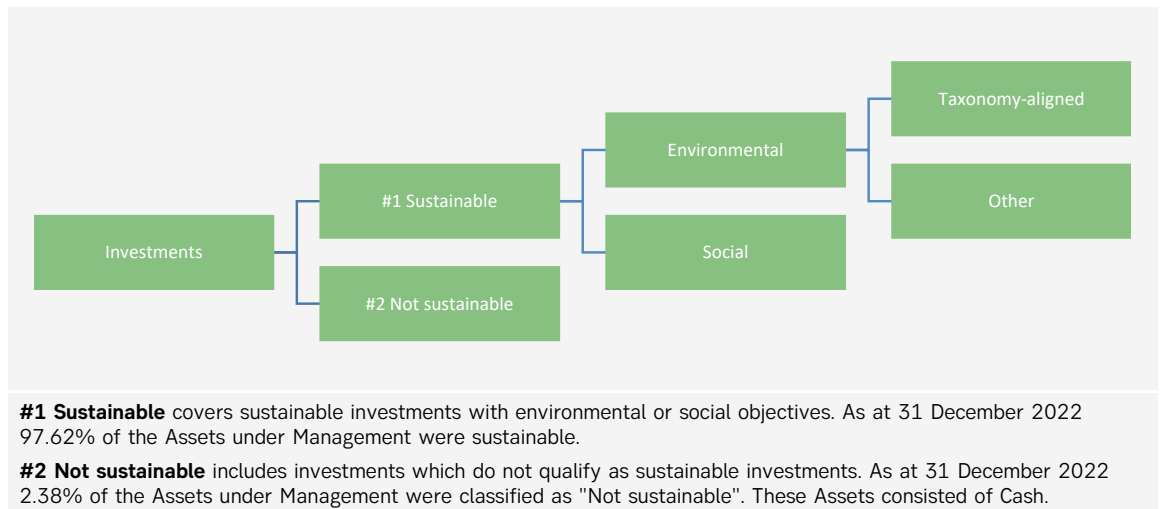 Taxonomy-aligned
Environmental
#1 Sustainable
Other
Investments
Social
#2 Not sustainable
#1 Sustainable covers sustainable investments with environmental or social objectives. As at 31 December 2022
97.62% of the Assets under Management were sustainable.
#2 Not sustainable includes investments which do not qualify as sustainable investments. As at 31 December 2022
2.38% of the Assets under Management were classified as "Not sustainable". These Assets consisted of Cash.